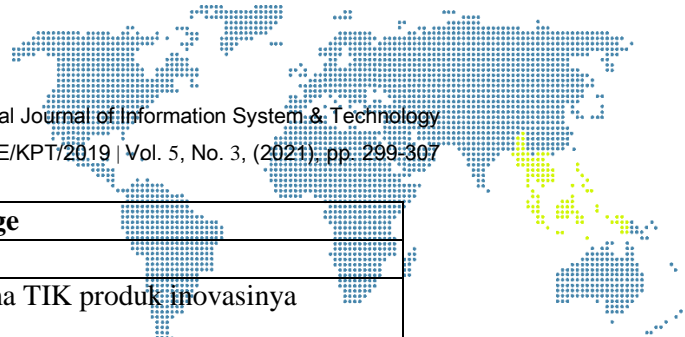 al Journal of Information System & Technology
E/KPT/2019 | Vol. 5, No. 3, (2021), pp. 299-307
ge
na TIK produk inovasinya